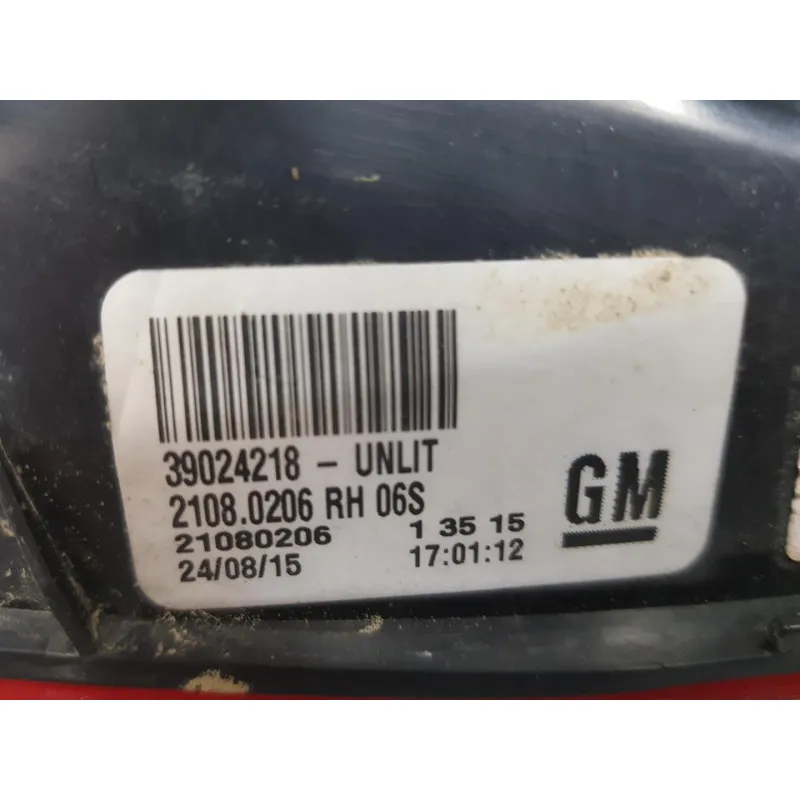 39024218 - UNLIT
2108.0206 RH 06S
21080206 1 35 15
24/08/15 17:01:12
GM